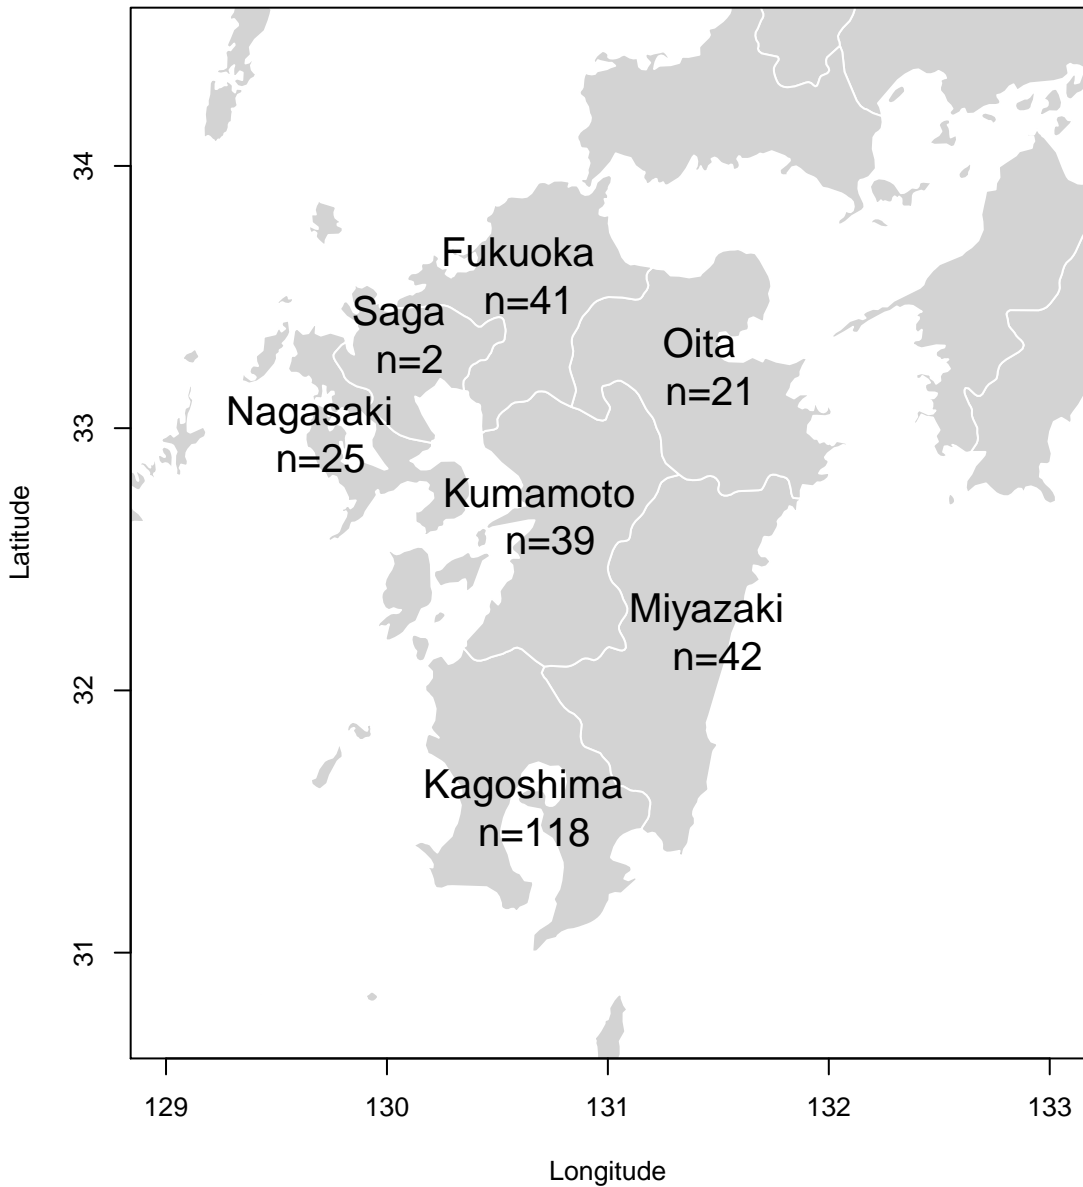 Fukuoka
n=41
Saga
n=2
Oita
n=21
Nagasaki
n=25
Kumamoto
n=39
Miyazaki
n=42
Kagoshima
n=118
Latitude
34
33
32
31
129
130
131
132
133
Longitude